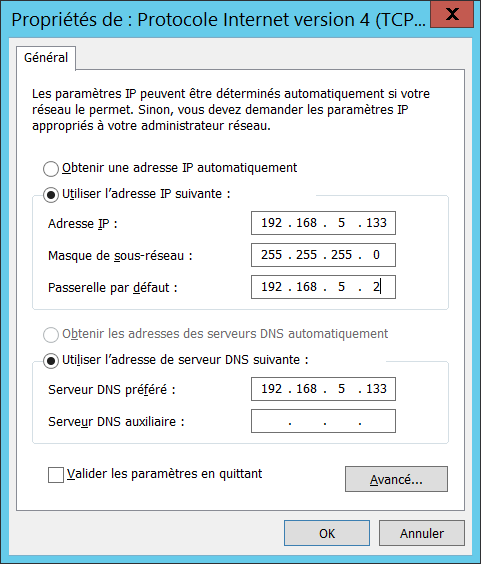 Propriétés de : Protocole Internet version 4 (TCP...
X
Général
Les paramètres IP peuvent être déterminés automatiquement si votre
réseau le permet. Sinon, vous devez demander les paramètres IP
appropriés à votre administrateur réseau.
Obtenir une adresse IP automatiquement
Utiliser l'adresse IP suivante :
Adresse IP : 192 . 168 . 5 . 133
Masque de sous-réseau : 255 . 255 . 255 . 0
Passerelle par défaut : 192 . 168 . 5 . 2
Obtenir les adresses des serveurs DNS automatiquement
Utiliser l'adresse de serveur DNS suivante :
Serveur DNS préféré : 192 . 168 . 5 . 133
Serveur DNS auxiliaire : . . .
Valider les paramètres en quittant
Avancé...
OK Annuler